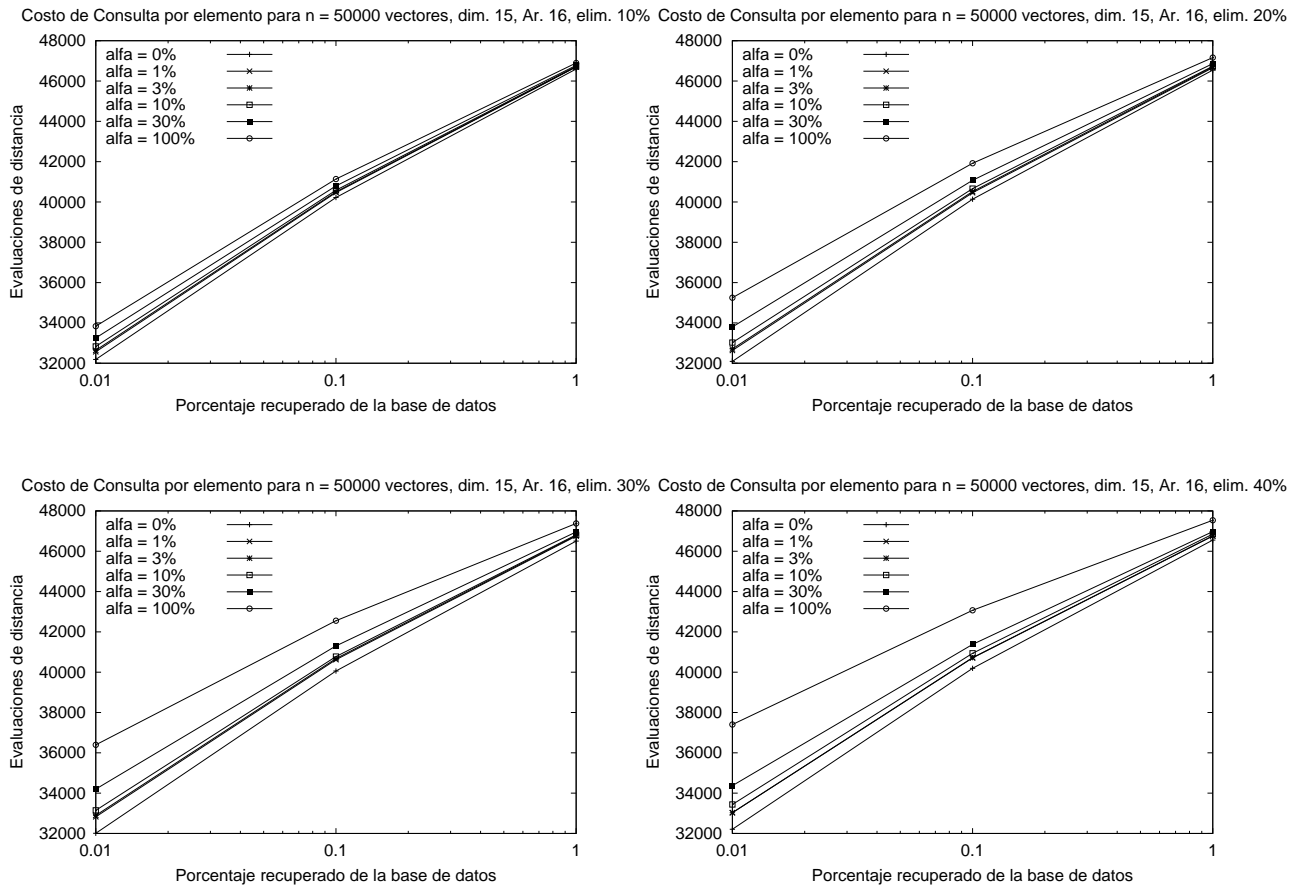 Costo de Consulta por elemento para n = 50000 vectores, dim. 15, Ar. 16, elim. 10%
48000
46000
44000
42000
40000
38000
36000
34000
32000
0.01
0.1
1
Evaluaciones de distancia
Porcentaje recuperado de la base de datos
alfa = 0%
alfa = 1%
alfa = 3%
alfa = 10%
alfa = 30%
alfa = 100%
Costo de Consulta por elemento para n = 50000 vectores, dim. 15, Ar. 16, elim. 20%
48000
46000
44000
42000
40000
38000
36000
34000
32000
0.01
0.1
1
Evaluaciones de distancia
Porcentaje recuperado de la base de datos
alfa = 0%
alfa = 1%
alfa = 3%
alfa = 10%
alfa = 30%
alfa = 100%
Costo de Consulta por elemento para n = 50000 vectores, dim. 15, Ar. 16, elim. 30%
48000
46000
44000
42000
40000
38000
36000
34000
32000
0.01
0.1
1
Evaluaciones de distancia
Porcentaje recuperado de la base de datos
alfa = 0%
alfa = 1%
alfa = 3%
alfa = 10%
alfa = 30%
alfa = 100%
Costo de Consulta por elemento para n = 50000 vectores, dim. 15, Ar. 16, elim. 40%
48000
46000
44000
42000
40000
38000
36000
34000
32000
0.01
0.1
1
Evaluaciones de distancia
Porcentaje recuperado de la base de datos
alfa = 0%
alfa = 1%
alfa = 3%
alfa = 10%
alfa = 30%
alfa = 100%